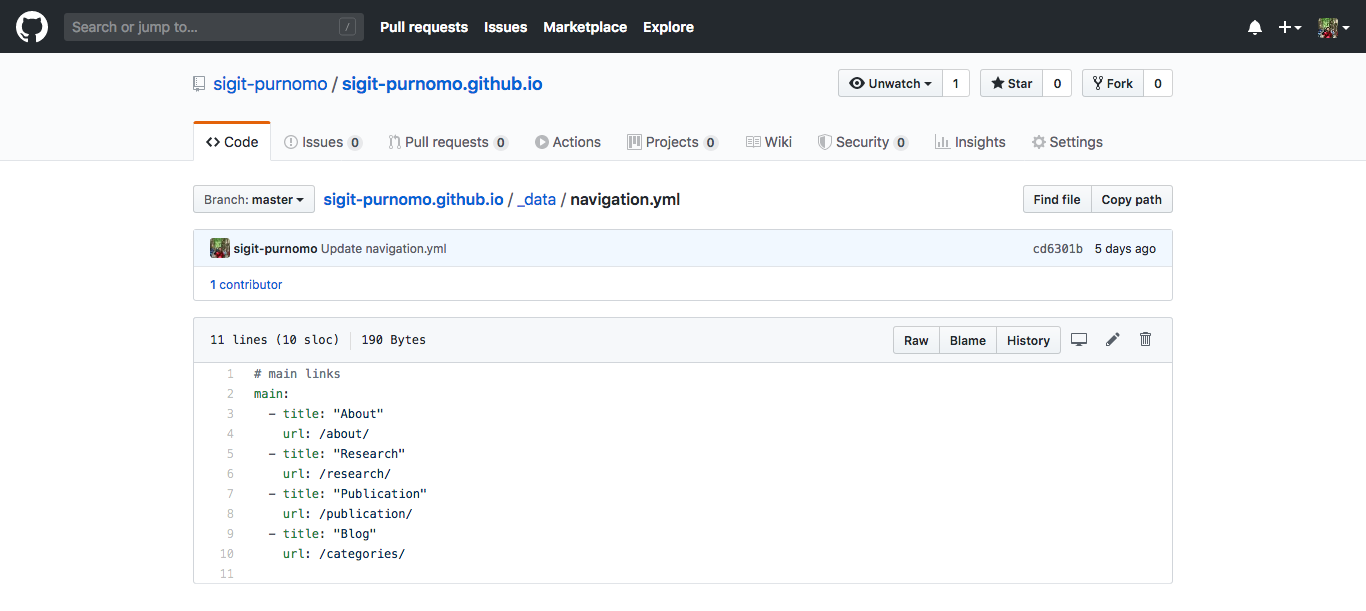 Search or jump to... /
Pull requests Issues Marketplace Explore
sigit-purnomo / sigit-purnomo.github.io
Unwatch 1 Star 0 Fork 0
Code Issues 0 Pull requests 0 Actions Projects 0 Wiki Security 0 Insights Settings
Branch: master sigit-purnomo.github.io / _data / navigation.yml
Find file Copy path
sigit-purnomo Update navigation.yml
cd6301b 5 days ago
1 contributor
11 lines (10 sloc) 190 Bytes
Raw Blame History
1 # main links
2 main:
3 - title: "About"
4 url: /about/
5 - title: "Research"
6 url: /research/
7 - title: "Publication"
8 url: /publication/
9 - title: "Blog"
10 url: /categories/
11